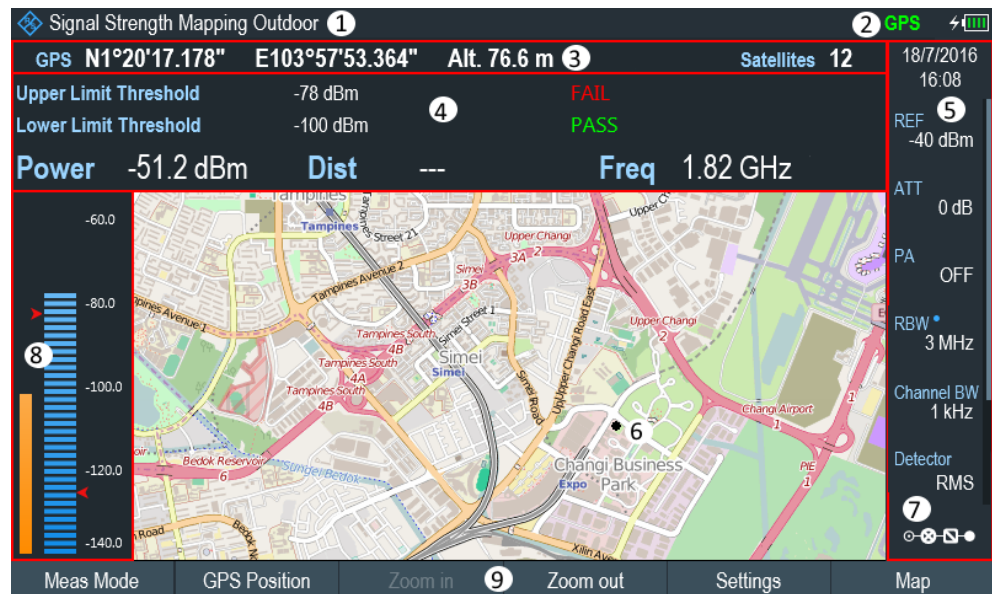 Signal Strength Mapping Outdoor 1
2 GPS
GPS N1°20'17.178" E103°57'53.364" Alt. 76.6 m 3 Satellites 12
18/7/2016
16:08
Upper Limit Threshold -78 dBm FAIL
4
Lower Limit Threshold -100 dBm PASS
Power -51.2 dBm Dist --- Freq 1.82 GHz
5
REF
-40 dBm
ATT
0 dB
PA
OFF
RBW
3 MHz
Channel BW
1 kHz
Detector
RMS
7
-60.0
-80.0
8
-100.0
-120.0
-140.0
Tampines
Tampines
Street 21
Upper Changi
3A 2
Simei
3B
Tampines Avenue 2
Simei Street 1
Tampines South
4B
Simei
Simei
Tampines South
4A
Tampines South
4B
Upper Changi Road East
Upper Changi
2
Simei Road
Changi Airport
1
1
6
Changi Business
Park
Expo
PIE
1
Bedok Reservoir
6
Sungei Bedok
Road
Xilin Ave
Meas Mode GPS Position Zoom in 9 Zoom out Settings Map